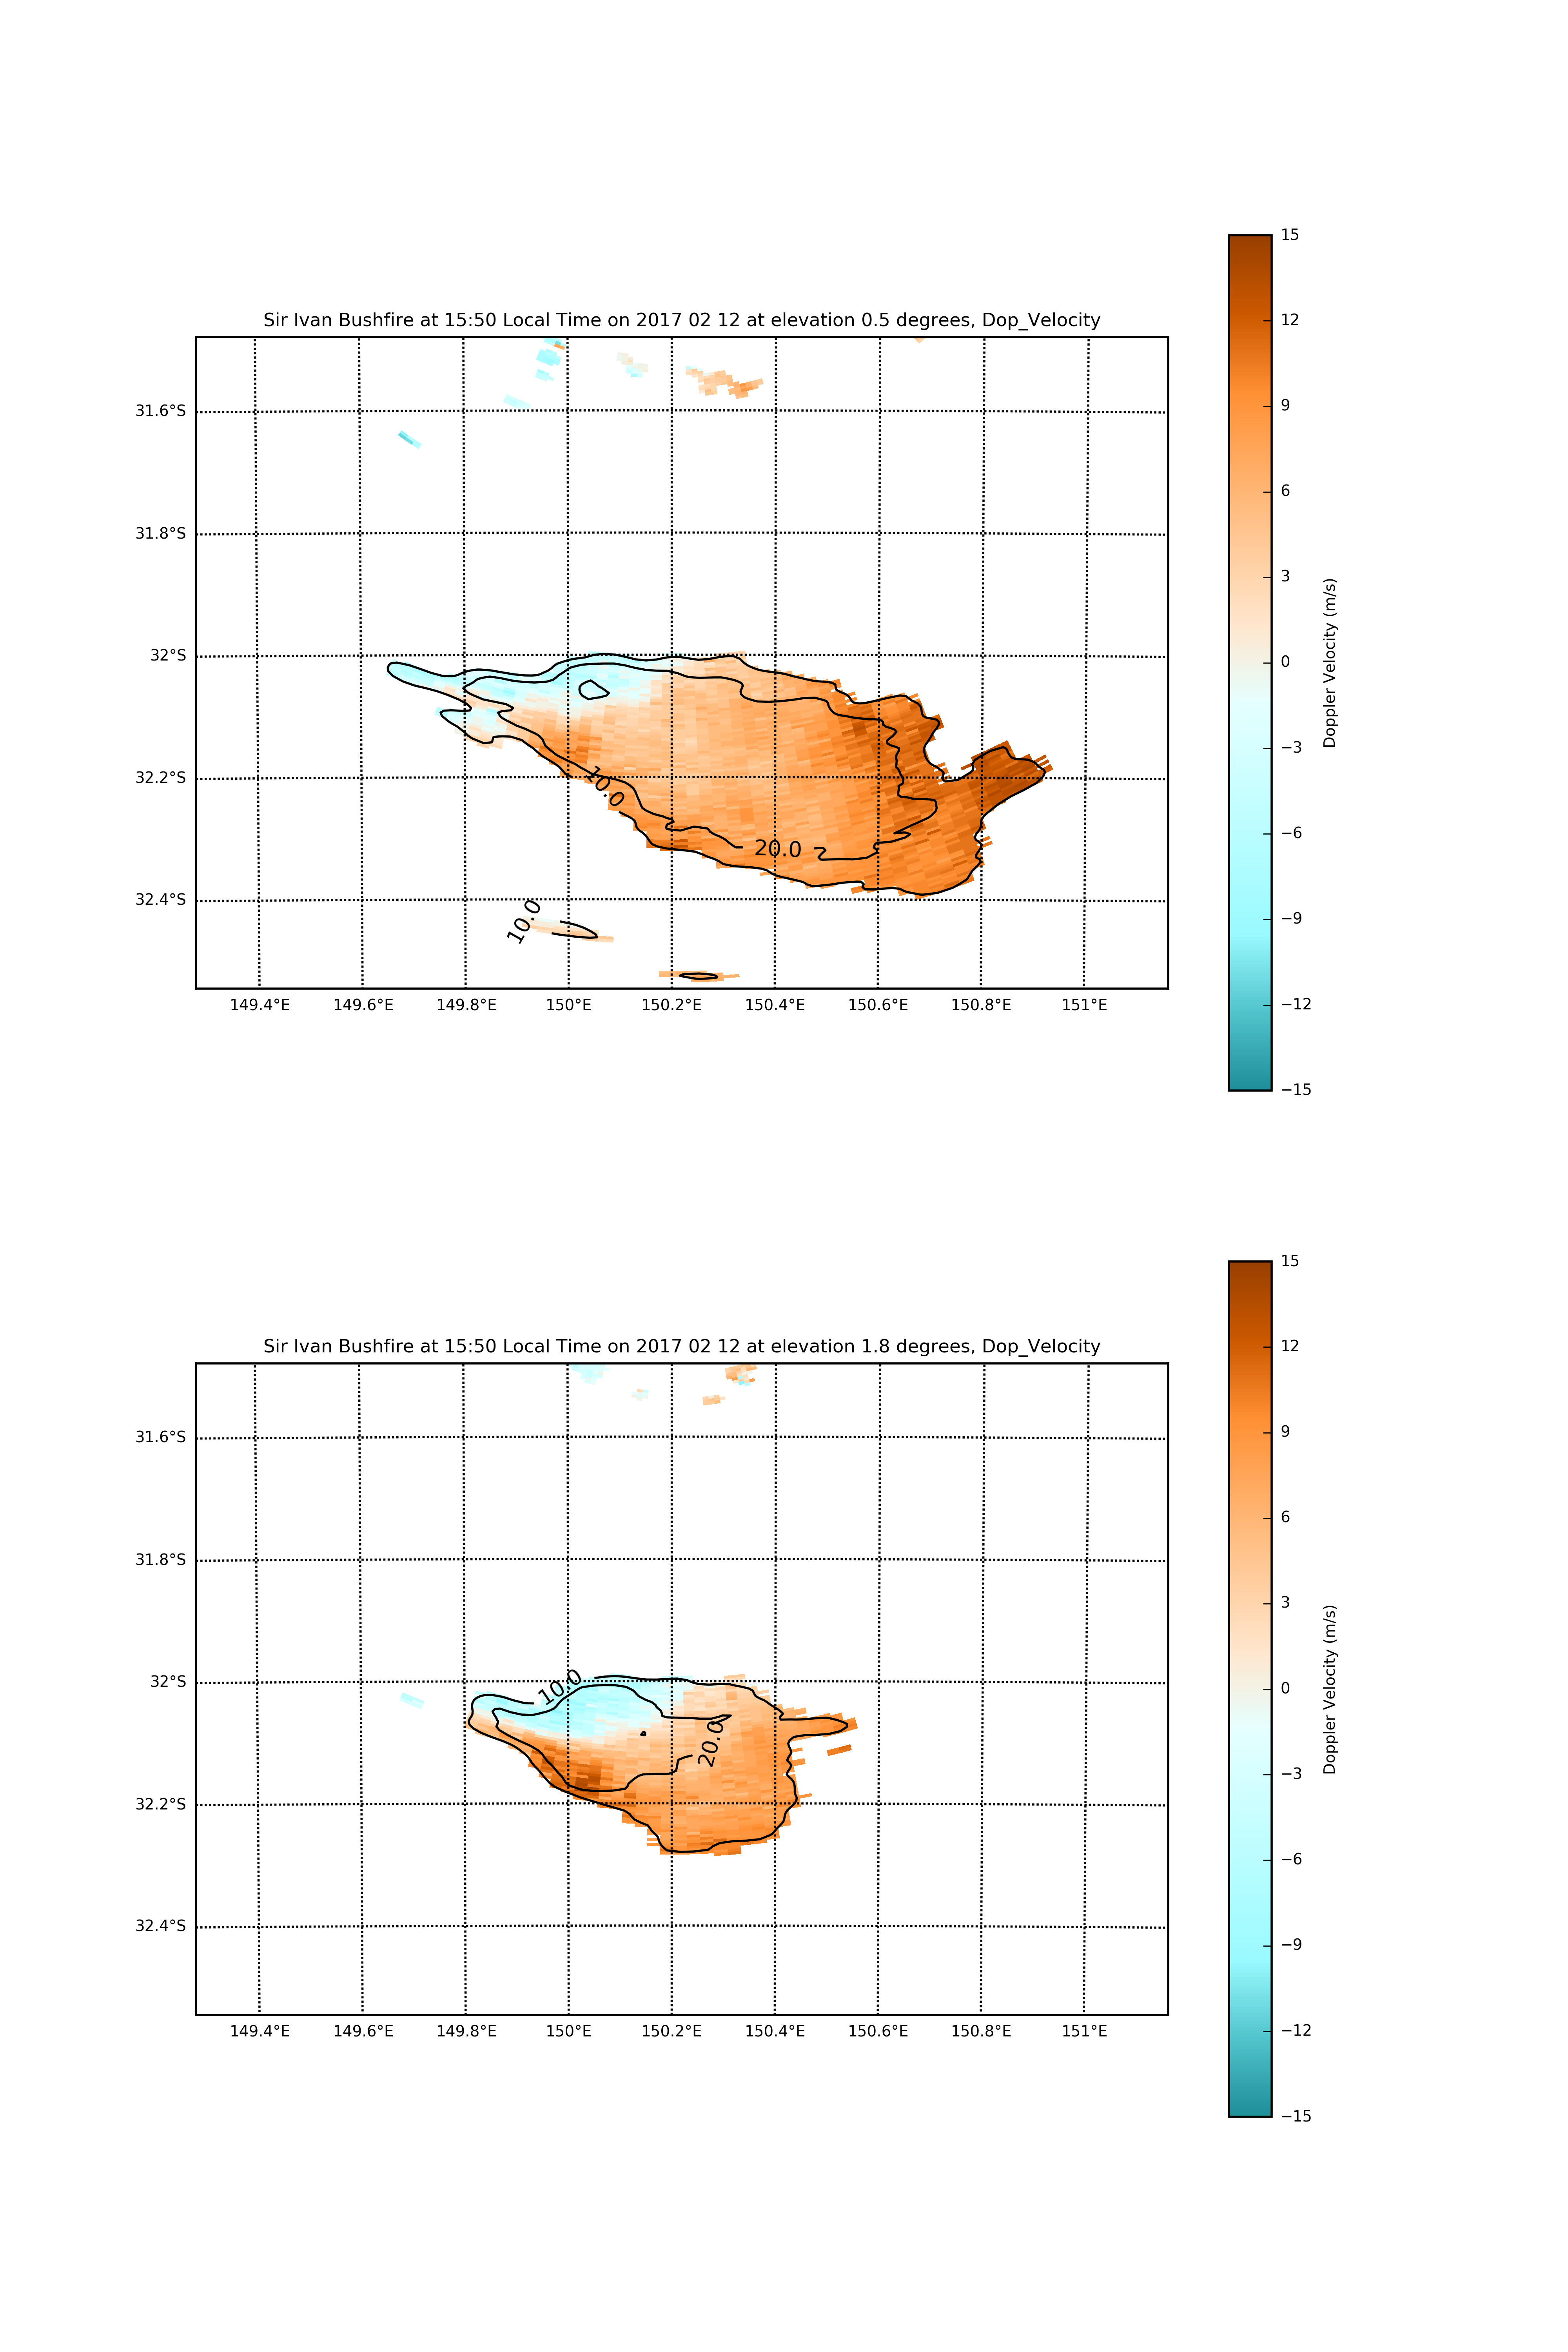 Sir Ivan Bushfire at 15:50 Local Time on 2017 02 12 at elevation 0.5 degrees, Dop_Velocity
31.6°S
31.8°S
32°S
32.2°S
32.4°S
10.0
20.0
10.0
149.4°E 149.6°E 149.8°E 150°E 150.2°E 150.4°E 150.6°E 150.8°E 151°E
15
12
9
6
3
0
−3
−6
−9
−12
−15
Doppler Velocity (m/s)
Sir Ivan Bushfire at 15:50 Local Time on 2017 02 12 at elevation 1.8 degrees, Dop_Velocity
31.6°S
31.8°S
32°S
32.2°S
32.4°S
10.0
20.0
149.4°E 149.6°E 149.8°E 150°E 150.2°E 150.4°E 150.6°E 150.8°E 151°E
15
12
9
6
3
0
−3
−6
−9
−12
−15
Doppler Velocity (m/s)